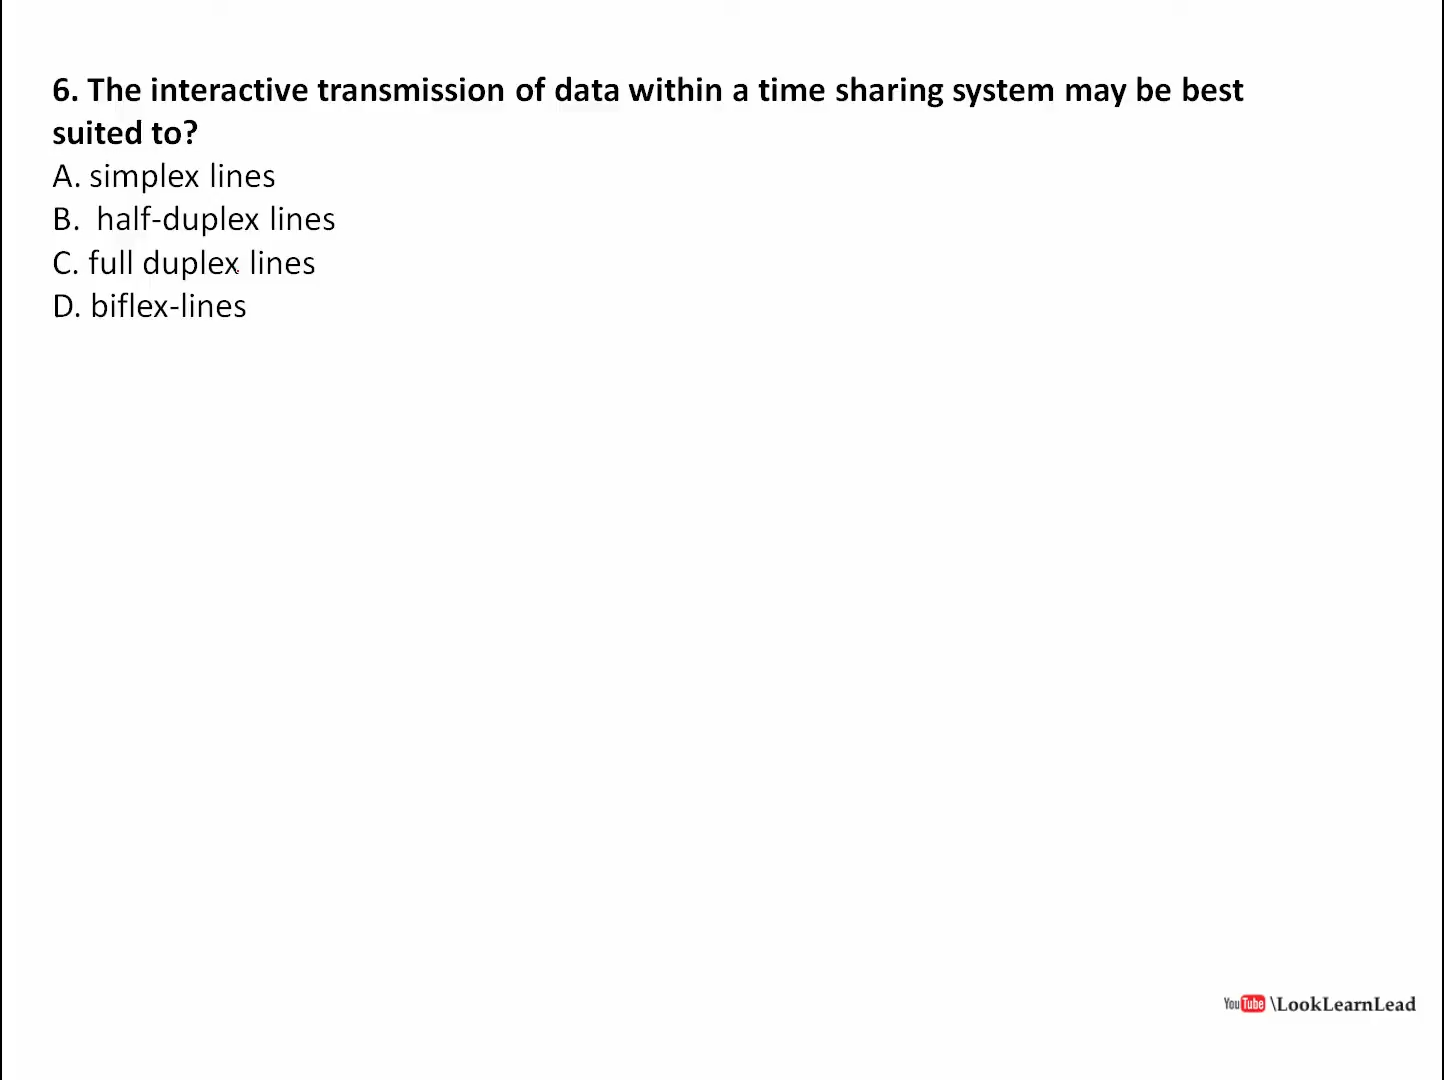 6. The interactive transmission of data within a time sharing system may be best
suited to?
A. simplex lines
B.  half-duplex lines
C. full duplex lines
D. biflex-lines
YouTube \LookLearnLead